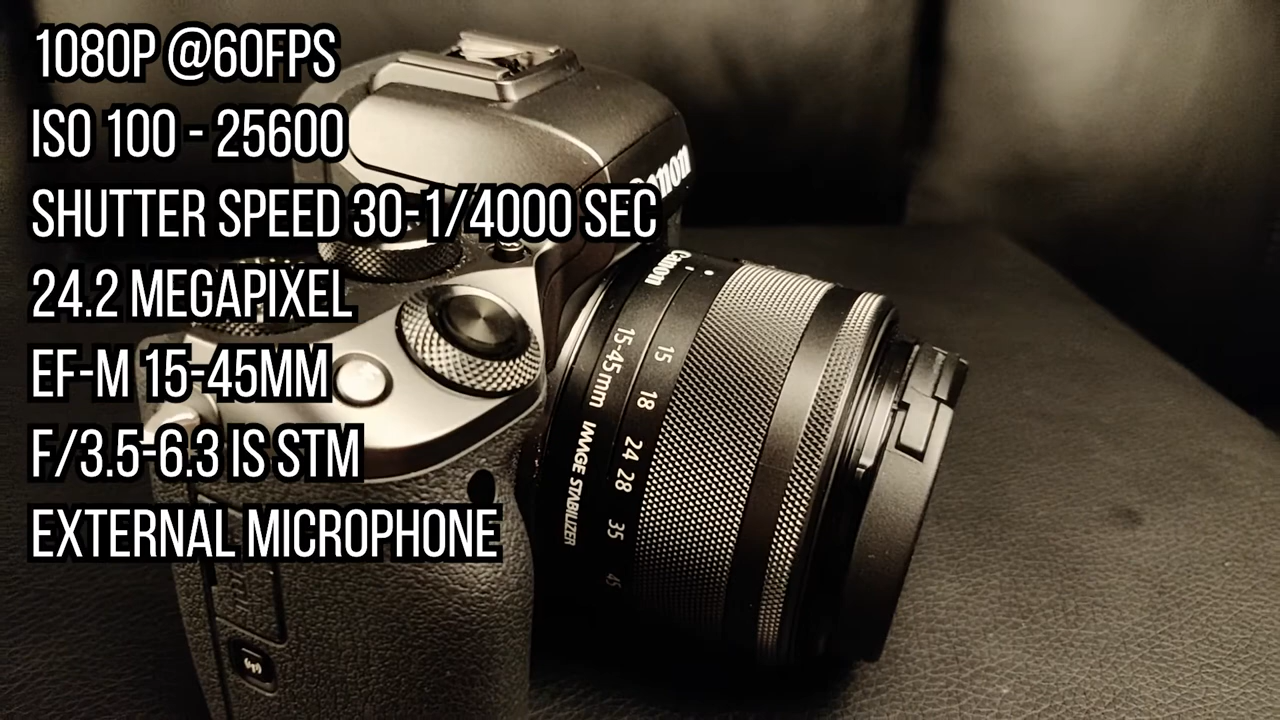 1080P @60FPS
ISO 100 - 25600
SHUTTER SPEED 30-1/4000 SEC
24.2 MEGAPIXEL
EF-M 15-45MM
F/3.5-6.3 IS STM
EXTERNAL MICROPHONE
Canon
Canon
15-45mm IMAGE STABILIZER
15 18 24 28 35 45